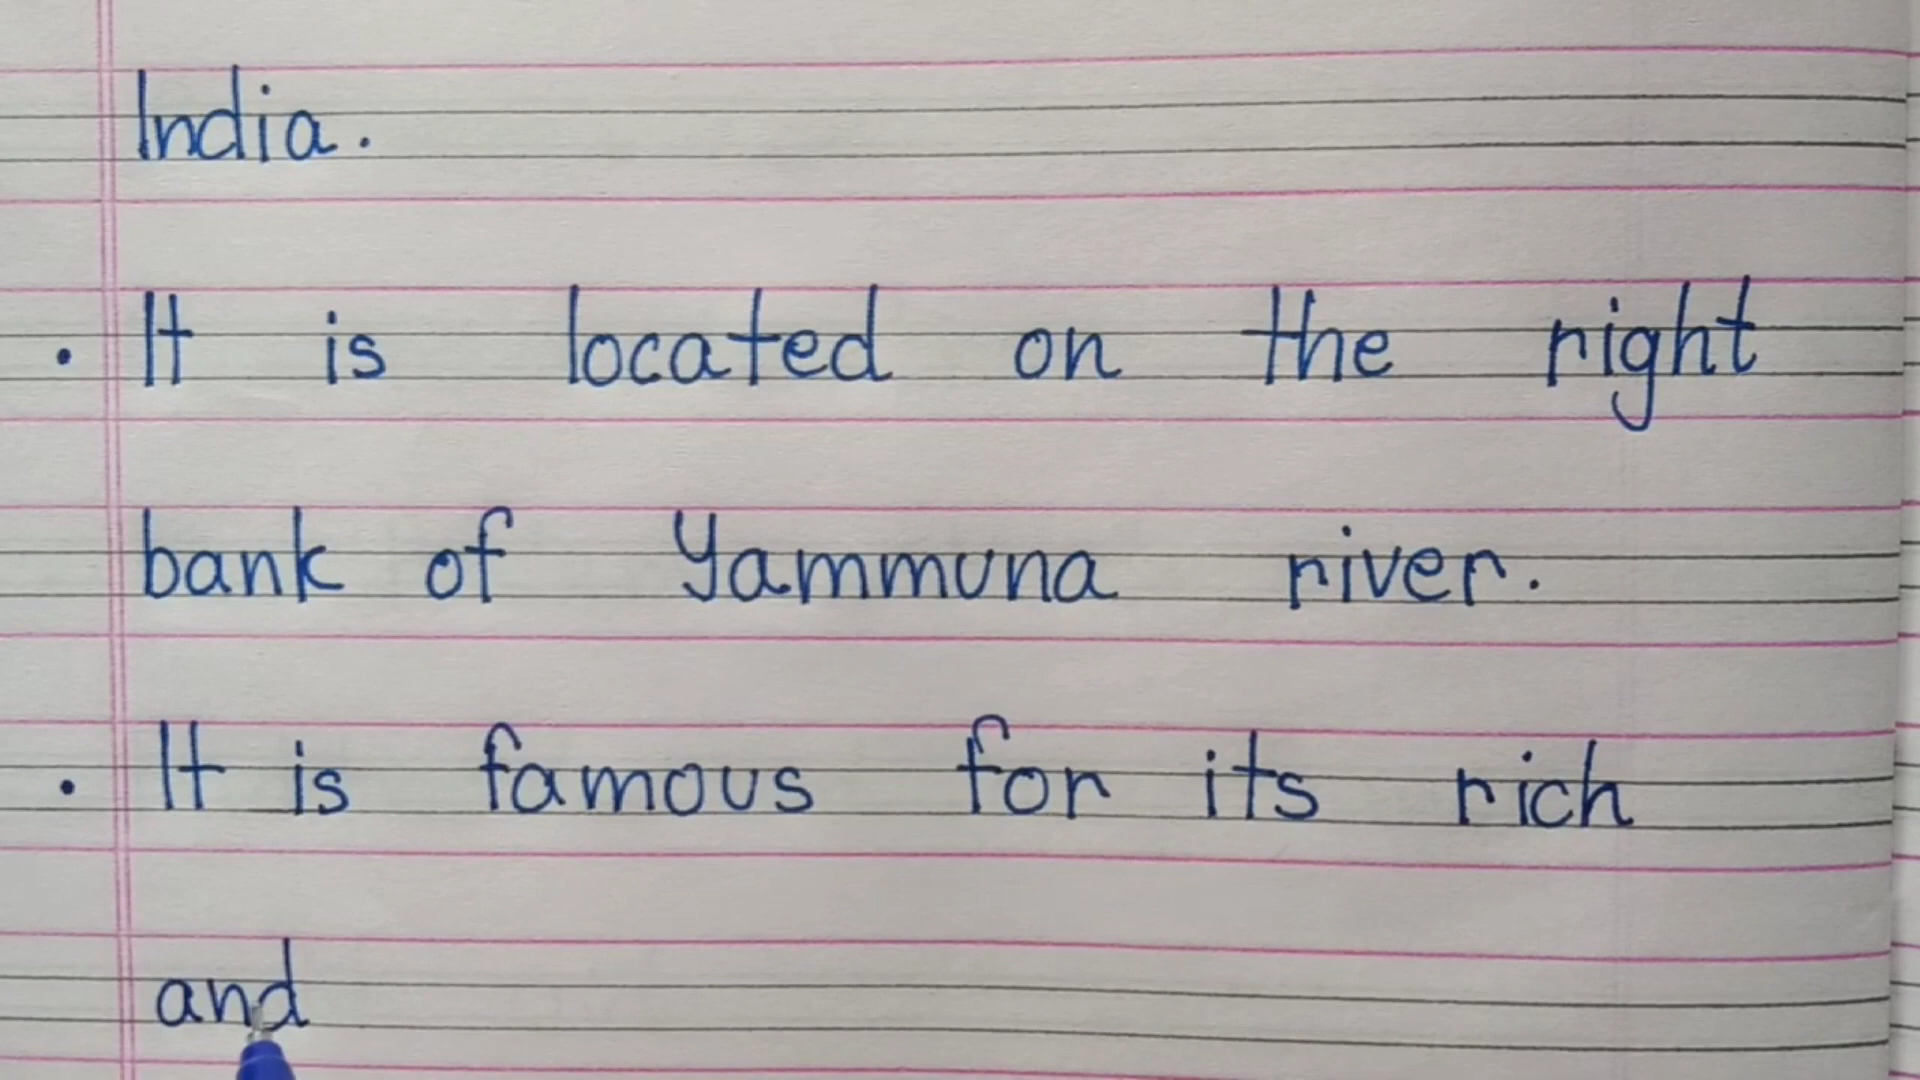 India.
• It is located on the right
bank of Yammuna river.
• It is famous for its rich
and